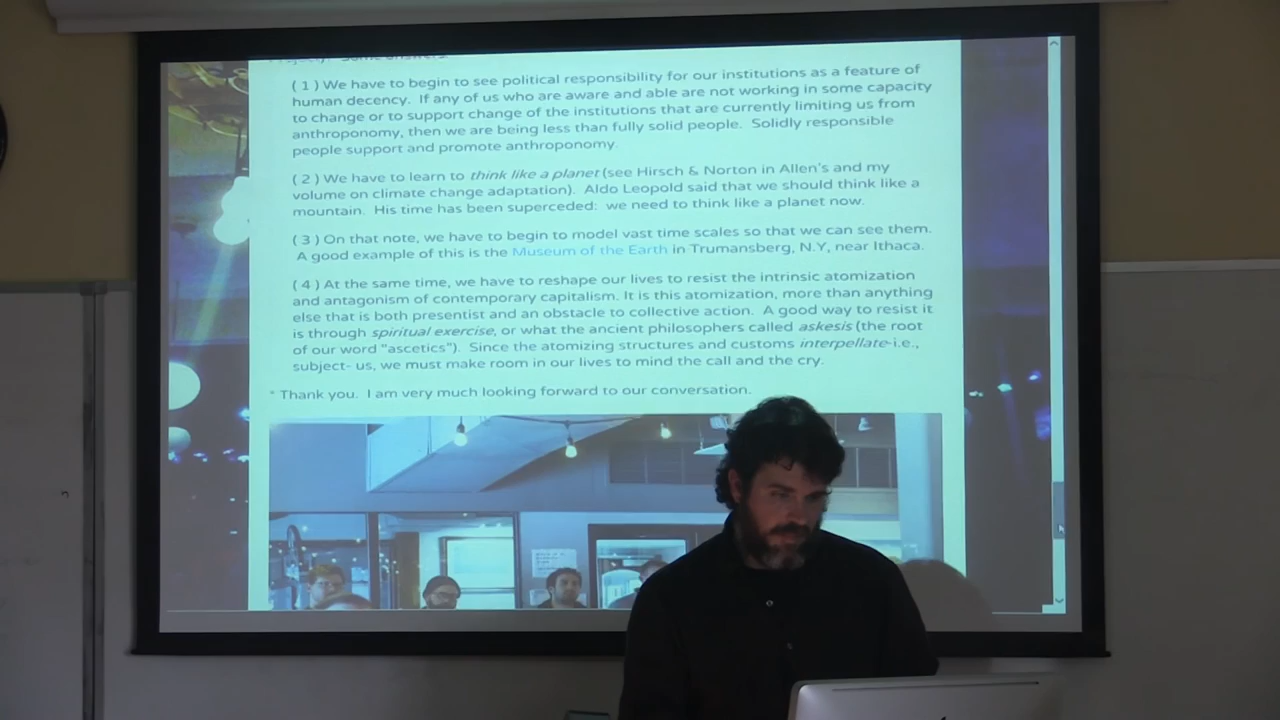 ( 1 ) We have to begin to see political responsibility for our institutions as a feature of
human decency. If any of us who are aware and able are not working in some capacity
to change or to support change of the institutions that are currently limiting us from
anthroponomy, then we are being less than fully solid people. Solidly responsible
people support and promote anthroponomy.
( 2 ) We have to learn to think like a planet (see Hirsch & Norton in Allen's and my
volume on climate change adaptation). Aldo Leopold said that we should think like a
mountain. His time has been superceded: we need to think like a planet now.
( 3 ) On that note, we have to begin to model vast time scales so that we can see them.
A good example of this is the Museum of the Earth in Trumansberg, N.Y, near Ithaca.
( 4 ) At the same time, we have to reshape our lives to resist the intrinsic atomization
and antagonism of contemporary capitalism. It is this atomization, more than anything
else that is both presentist and an obstacle to collective action. A good way to resist it
is through spiritual exercise, or what the ancient philosophers called askesis (the root
of our word "ascetics"). Since the atomizing structures and customs interpellate-i.e.,
subject- us, we must make room in our lives to mind the call and the cry.
* Thank you. I am very much looking forward to our conversation.